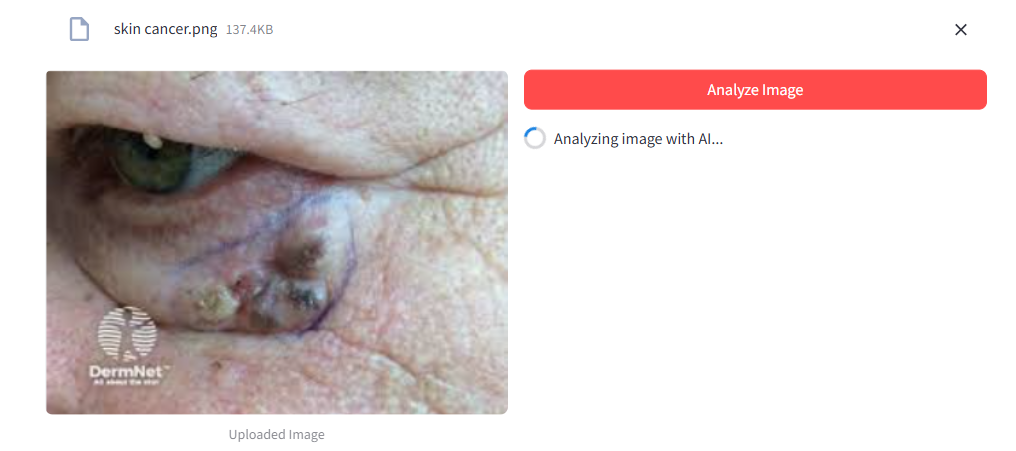 skin cancer.png 137.4KB
Analyze Image
Analyzing image with AI...
DermNet
All about the skin
Uploaded Image